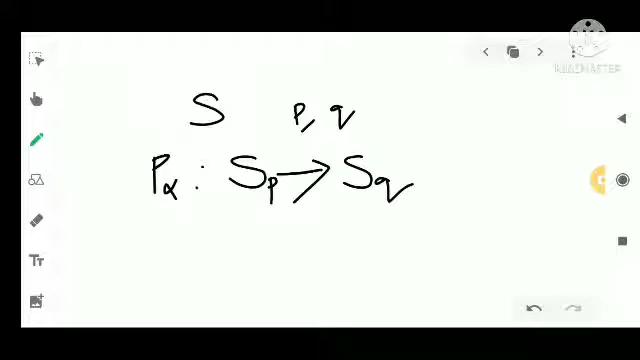 S p, q
Pα : Sp → Sq